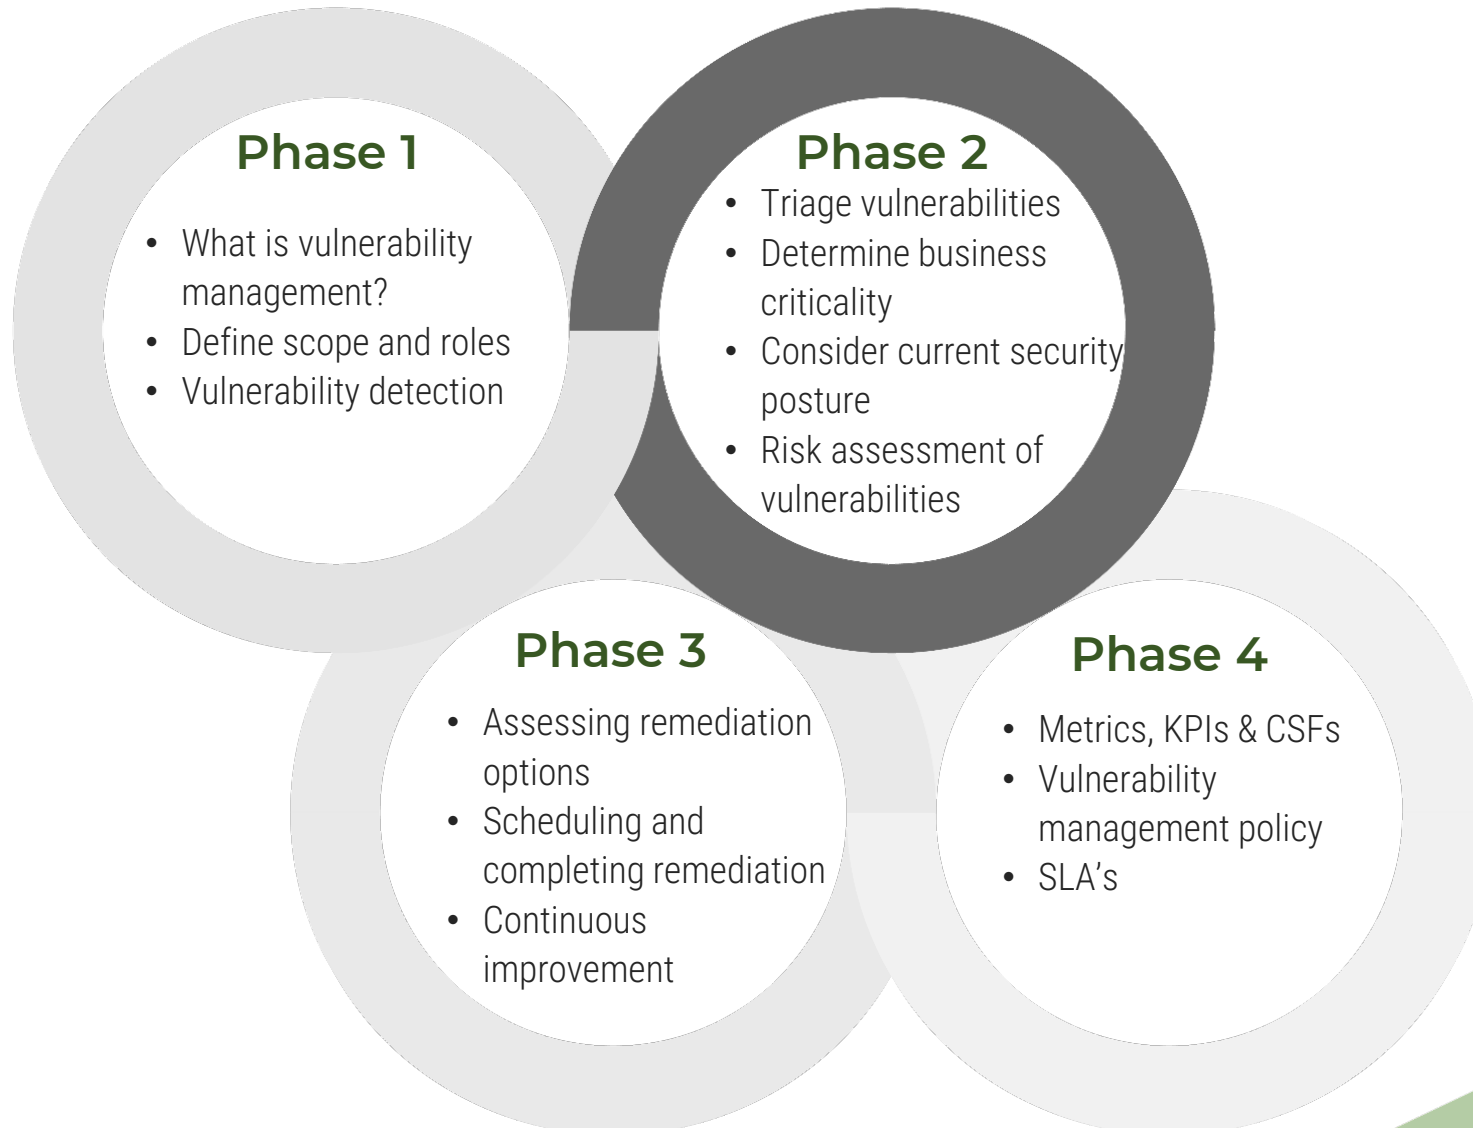 Phase 1
• What is vulnerability
management?
• Define scope and roles
• Vulnerability detection
Phase 2
• Triage vulnerabilities
• Determine business
criticality
• Consider current security
posture
• Risk assessment of
vulnerabilities
Phase 3
• Assessing remediation
options
• Scheduling and
completing remediation
• Continuous
improvement
Phase 4
• Metrics, KPIs & CSFs
• Vulnerability
management policy
• SLA’s